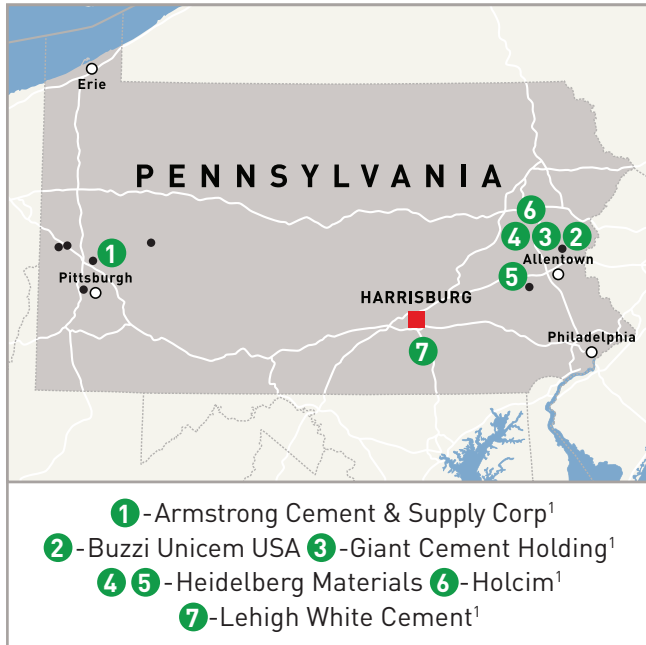 Erie
PENNSYLVANIA
6
4 3 2
1
Allentown
Pittsburgh
5
HARRISBURG
Philadelphia
7
1-Armstrong Cement & Supply Corp¹
2-Buzzi Unicem USA 3-Giant Cement Holding¹
4 5-Heidelberg Materials 6-Holcim¹
7-Lehigh White Cement¹